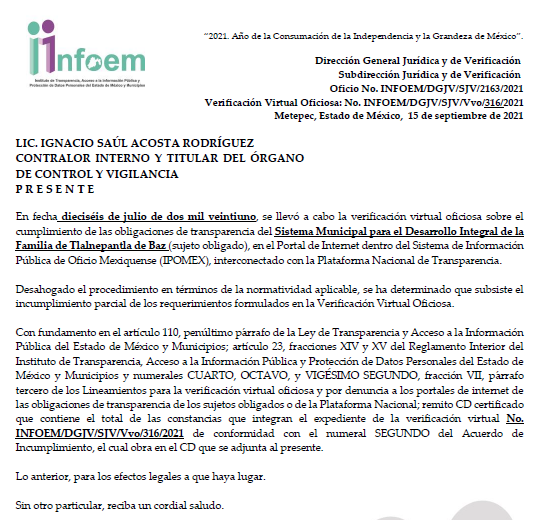 infoem
Instituto de Transparencia, Acceso a la Información Pública y
Protección de Datos Personales del Estado de México y Municipios
"2021. Año de la Consumación de la Independencia y la Grandeza de México".
Dirección General Jurídica y de Verificación
Subdirección Jurídica y de Verificación
Oficio No. INFOEM/DGJV/SJV/2163/2021
Verificación Virtual Oficiosa: No. INFOEM/DGJV/SJV/Vvo/316/2021
Metepec, Estado de México, 15 de septiembre de 2021
LIC. IGNACIO SAÚL ACOSTA RODRÍGUEZ
CONTRALOR INTERNO Y TITULAR DEL ÓRGANO
DE CONTROL Y VIGILANCIA
P R E S E N T E
En fecha dieciséis de julio de dos mil veintiuno, se llevó a cabo la verificación virtual oficiosa sobre el
cumplimiento de las obligaciones de transparencia del Sistema Municipal para el Desarrollo Integral de la
Familia de Tlalnepantla de Baz (sujeto obligado), en el Portal de Internet dentro del Sistema de Información
Pública de Oficio Mexiquense (IPOMEX), interconectado con la Plataforma Nacional de Transparencia.
Desahogado el procedimiento en términos de la normatividad aplicable, se ha determinado que subsiste el
incumplimiento parcial de los requerimientos formulados en la Verificación Virtual Oficiosa.
Con fundamento en el artículo 110, penúltimo párrafo de la Ley de Transparencia y Acceso a la Información
Pública del Estado de México y Municipios; artículo 23, fracciones XIV y XV del Reglamento Interior del
Instituto de Transparencia, Acceso a la Información Pública y Protección de Datos Personales del Estado de
México y Municipios y numerales CUARTO, OCTAVO, y VIGÉSIMO SEGUNDO, fracción VII, párrafo
tercero de los Lineamientos para la verificación virtual oficiosa y por denuncia a los portales de internet de
las obligaciones de transparencia de los sujetos obligados o de la Plataforma Nacional; remito CD certificado
que contiene el total de las constancias que integran el expediente de la verificación virtual No.
INFOEM/DGJV/SJV/Vvo/316/2021 de conformidad con el numeral SEGUNDO del Acuerdo de
Incumplimiento, el cual obra en el CD que se adjunta al presente.
Lo anterior, para los efectos legales a que haya lugar.
Sin otro particular, reciba un cordial saludo.